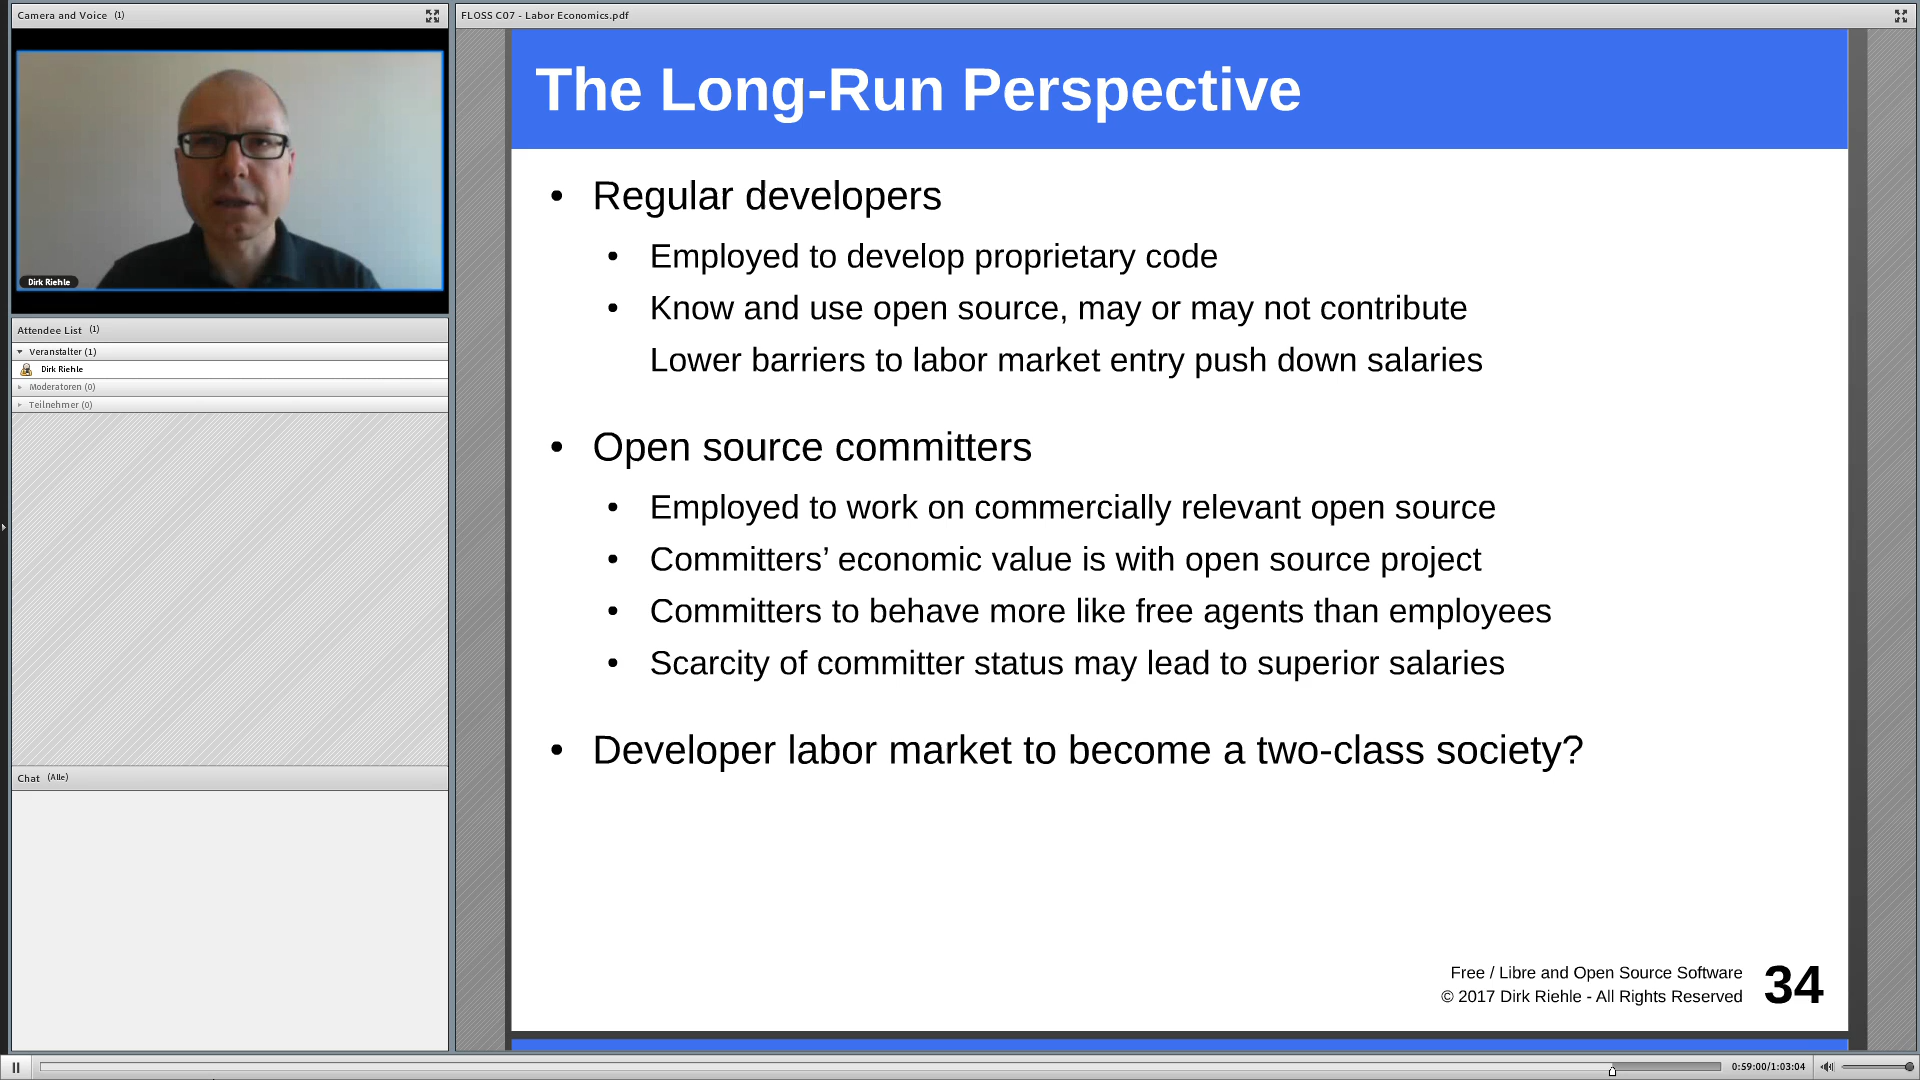 Camera and Voice (1)
Dirk Riehle
Attendee List (1)
Veranstalter (1)
Dirk Riehle
Moderatoren (0)
Teilnehmer (0)
Chat (Alle)
FLOSS C07 - Labor Economics.pdf
The Long-Run Perspective
• Regular developers
• Employed to develop proprietary code
• Know and use open source, may or may not contribute
Lower barriers to labor market entry push down salaries
• Open source committers
• Employed to work on commercially relevant open source
• Committers’ economic value is with open source project
• Committers to behave more like free agents than employees
• Scarcity of committer status may lead to superior salaries
• Developer labor market to become a two-class society?
Free / Libre and Open Source Software
© 2017 Dirk Riehle - All Rights Reserved
34
0:59:00/1:03:04